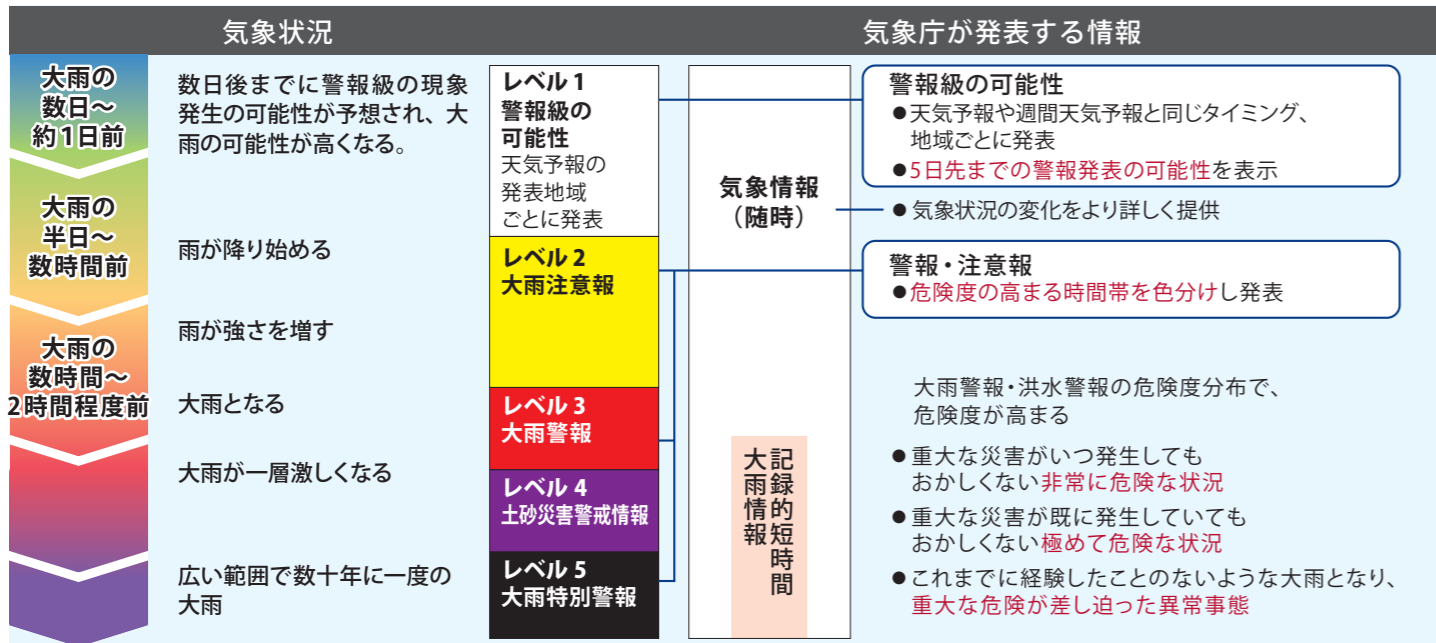 気象状況
気象庁が発表する情報
大雨の
数日～
約1日前
数日後までに警報級の現象
発生の可能性が予想され、大
雨の可能性が高くなる。
レベル 1
警報級の
可能性
天気予報の
発表地域
ごとに発表
気象情報
（随時）
警報級の可能性
●天気予報や週間天気予報と同じタイミング、
地域ごとに発表
●5日先までの警報発表の可能性を表示
●気象状況の変化をより詳しく提供
大雨の
半日～
数時間前
雨が降り始める
レベル 2
大雨注意報
警報・注意報
●危険度の高まる時間帯を色分けし発表
雨が強さを増す
大雨の
数時間～
2時間程度前
大雨となる
レベル 3
大雨警報
大雨警報・洪水警報の危険度分布で、
危険度が高まる
大雨が一層激しくなる
レベル 4
土砂災害警戒情報
記録的短時間
大雨情報
●重大な災害がいつ発生しても
おかしくない非常に危険な状況
●重大な災害が既に発生していても
おかしくない極めて危険な状況
広い範囲で数十年に一度の
大雨
レベル 5
大雨特別警報
●これまでに経験したことのないような大雨となり、
重大な危険が差し迫った異常事態